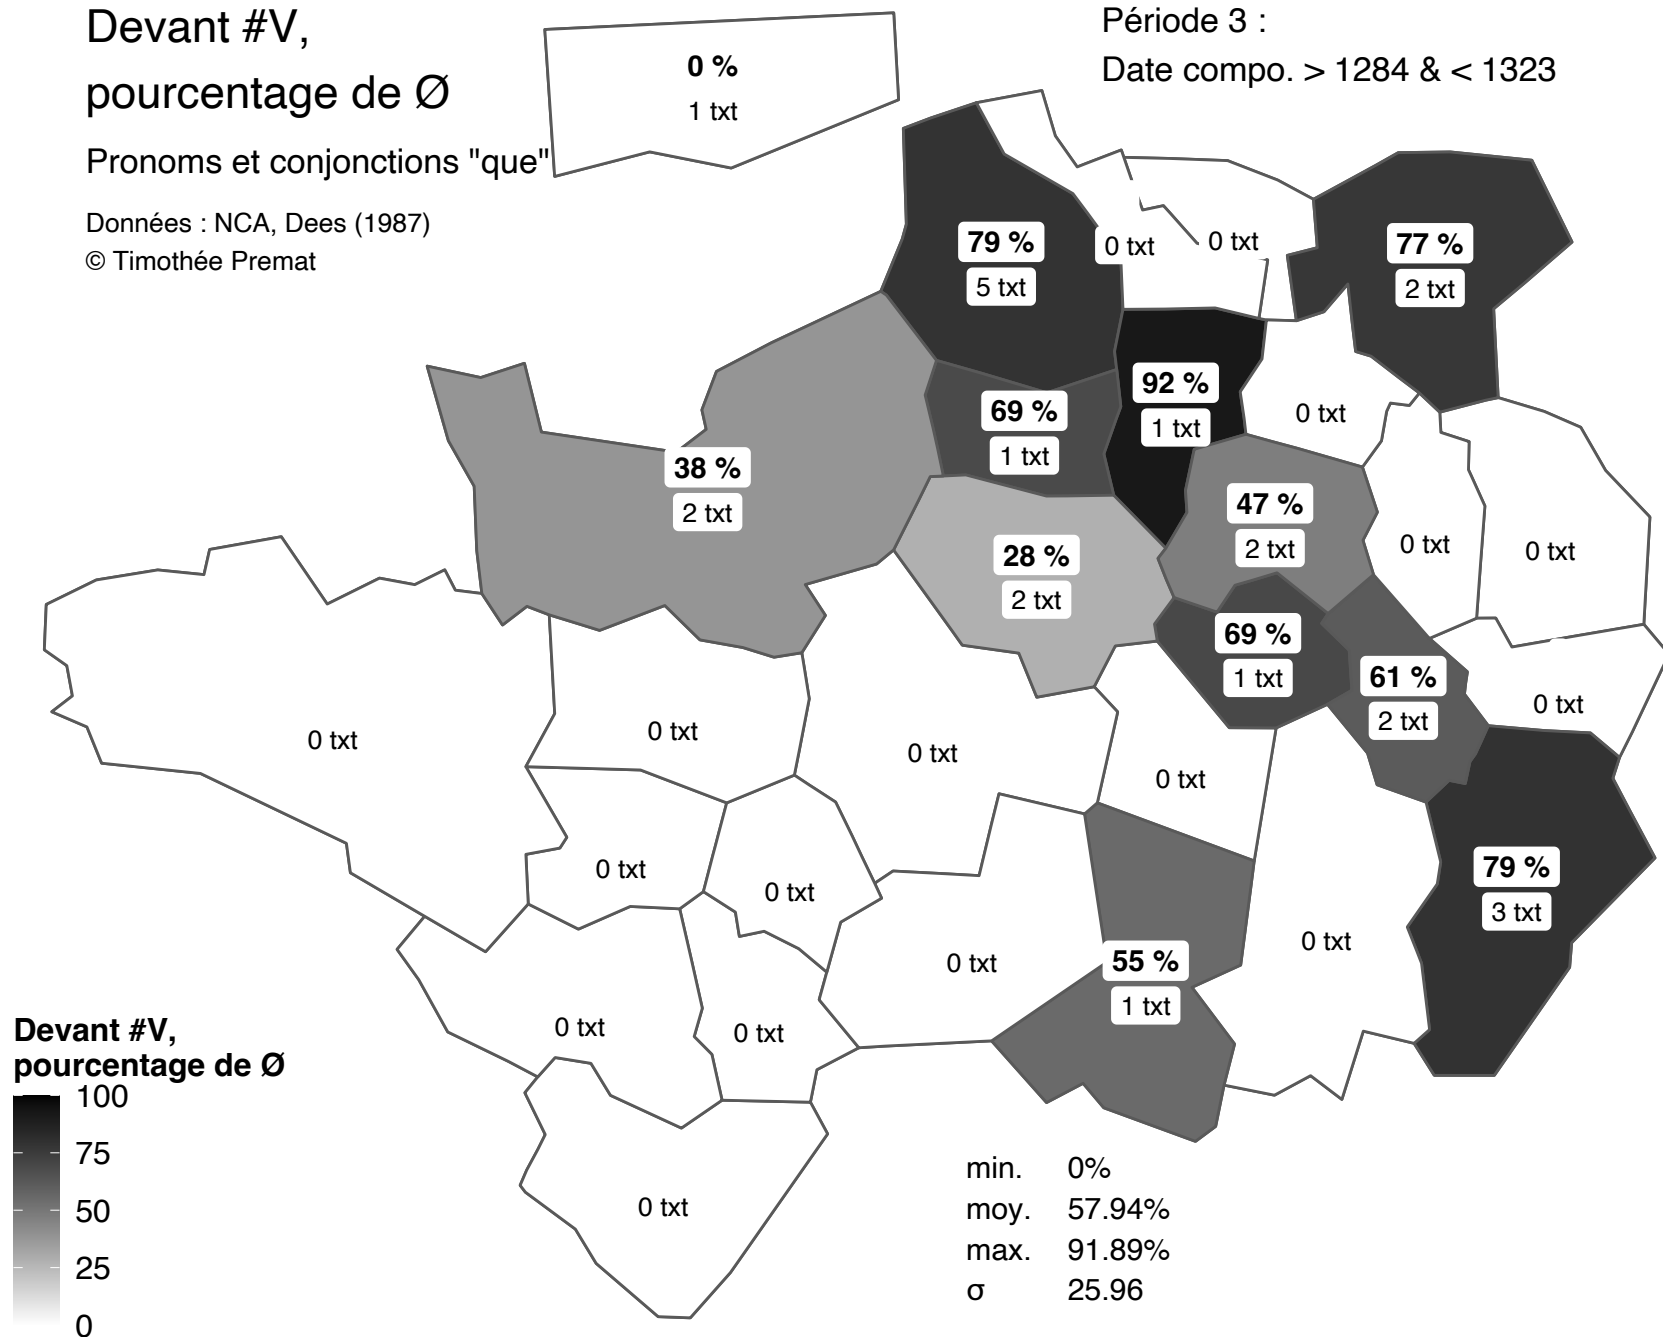 Devant #V,
pourcentage de Ø
Pronoms et conjonctions "que"
Données : NCA, Dees (1987)
© Timothée Premat
Période 3 :
Date compo. > 1284 & < 1323
0 %
1 txt
79 %
5 txt
0 txt
0 txt
77 %
2 txt
92 %
1 txt
69 %
1 txt
0 txt
38 %
2 txt
47 %
2 txt
0 txt
0 txt
28 %
2 txt
69 %
1 txt
61 %
2 txt
0 txt
0 txt
0 txt
0 txt
0 txt
0 txt
0 txt
79 %
3 txt
0 txt
55 %
1 txt
0 txt
0 txt
0 txt
0 txt
0 txt
Devant #V,
pourcentage de Ø
100
75
50
25
0
min. 0%
moy. 57.94%
max. 91.89%
σ 25.96